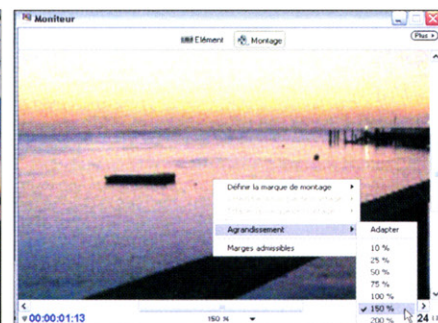 Moniteur
Elément Montage
Plus
Définir la marque de montage
Agrandissement
Marges admissibles
Adapter
10 %
25 %
50 %
75 %
100 %
150 %
200 %
00:00:01:13
150 %
24